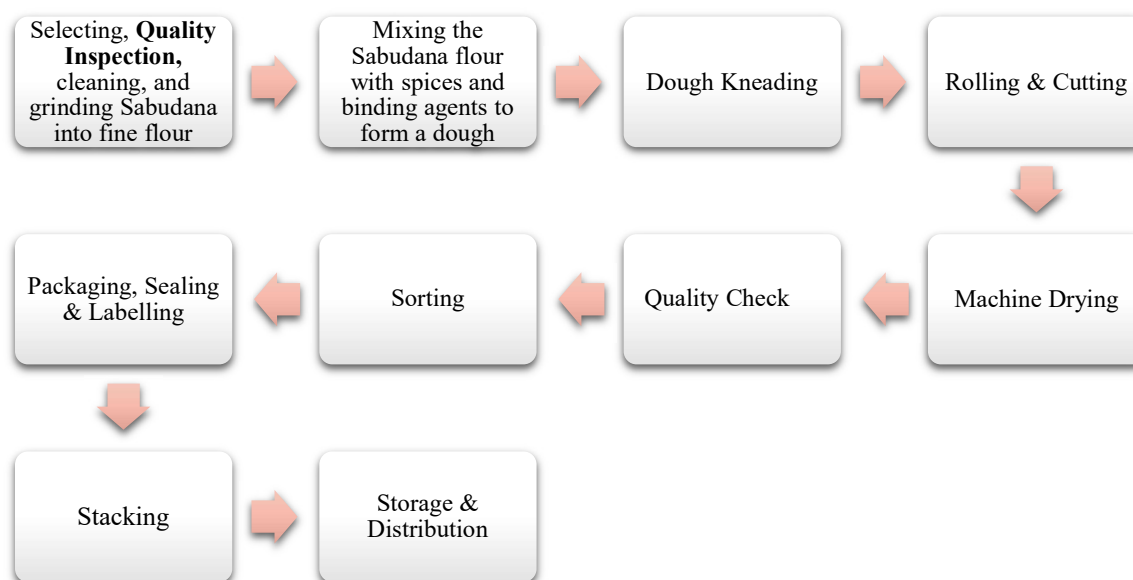 Selecting, Quality
Inspection,
cleaning, and
grinding Sabudana
into fine flour
Mixing the
Sabudana flour
with spices and
binding agents to
form a dough
Dough Kneading
Rolling & Cutting
Machine Drying
Quality Check
Sorting
Packaging, Sealing
& Labelling
Stacking
Storage &
Distribution